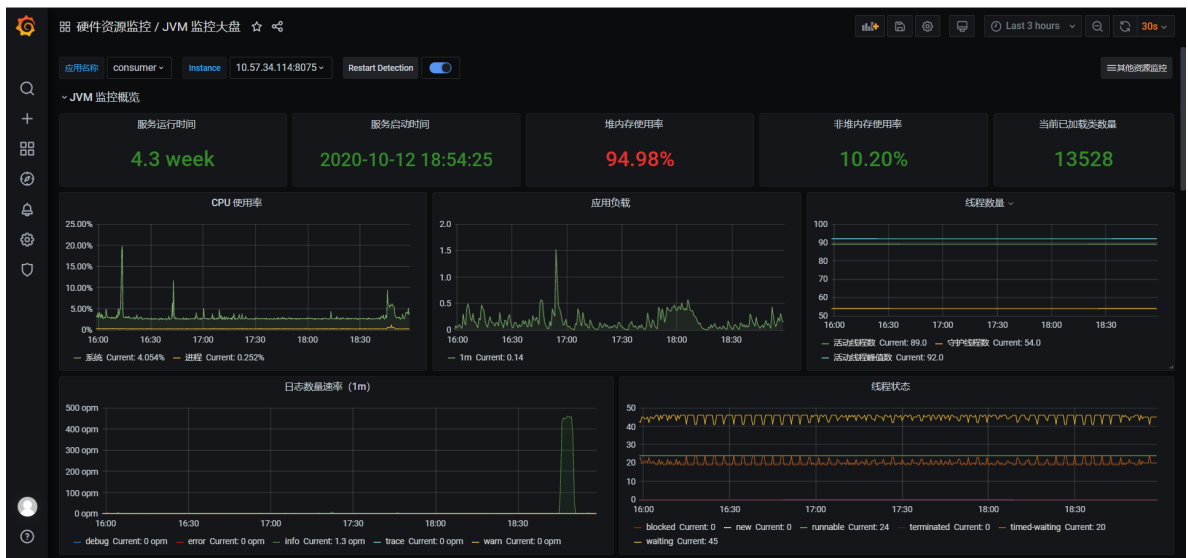 硬件资源监控 / JVM 监控大盘
Last 3 hours
30s
应用名称 consumer Instance 10.57.34.114:8075 Restart Detection
其他资源监控
JVM 监控概览
服务运行时间
4.3 week
服务启动时间
2020-10-12 18:54:25
堆内存使用率
94.98%
非堆内存使用率
10.20%
当前已加载类数量
13528
CPU 使用率
25.00%
20.00%
15.00%
10.00%
5.00%
0%
16:00 16:30 17:00 17:30 18:00 18:30
系统 Current: 4.054% 进程 Current: 0.252%
应用负载
2.0
1.5
1.0
0.5
0
16:00 16:30 17:00 17:30 18:00 18:30
1m Current: 0.14
线程数量
100
90
80
70
60
50
16:00 16:30 17:00 17:30 18:00 18:30
活动线程数 Current: 89.0 守护线程数 Current: 54.0
活动线程峰值数 Current: 92.0
日志数量速率（1m）
500 opm
400 opm
300 opm
200 opm
100 opm
0 opm
16:00 16:30 17:00 17:30 18:00 18:30
debug Current: 0 opm error Current: 0 opm info Current: 1.3 opm trace Current: 0 opm warn Current: 0 opm
线程状态
50
40
30
20
10
0
16:00 16:30 17:00 17:30 18:00 18:30
blocked Current: 0 new Current: 0 runnable Current: 24 terminated Current: 0 timed-waiting Current: 20
waiting Current: 45